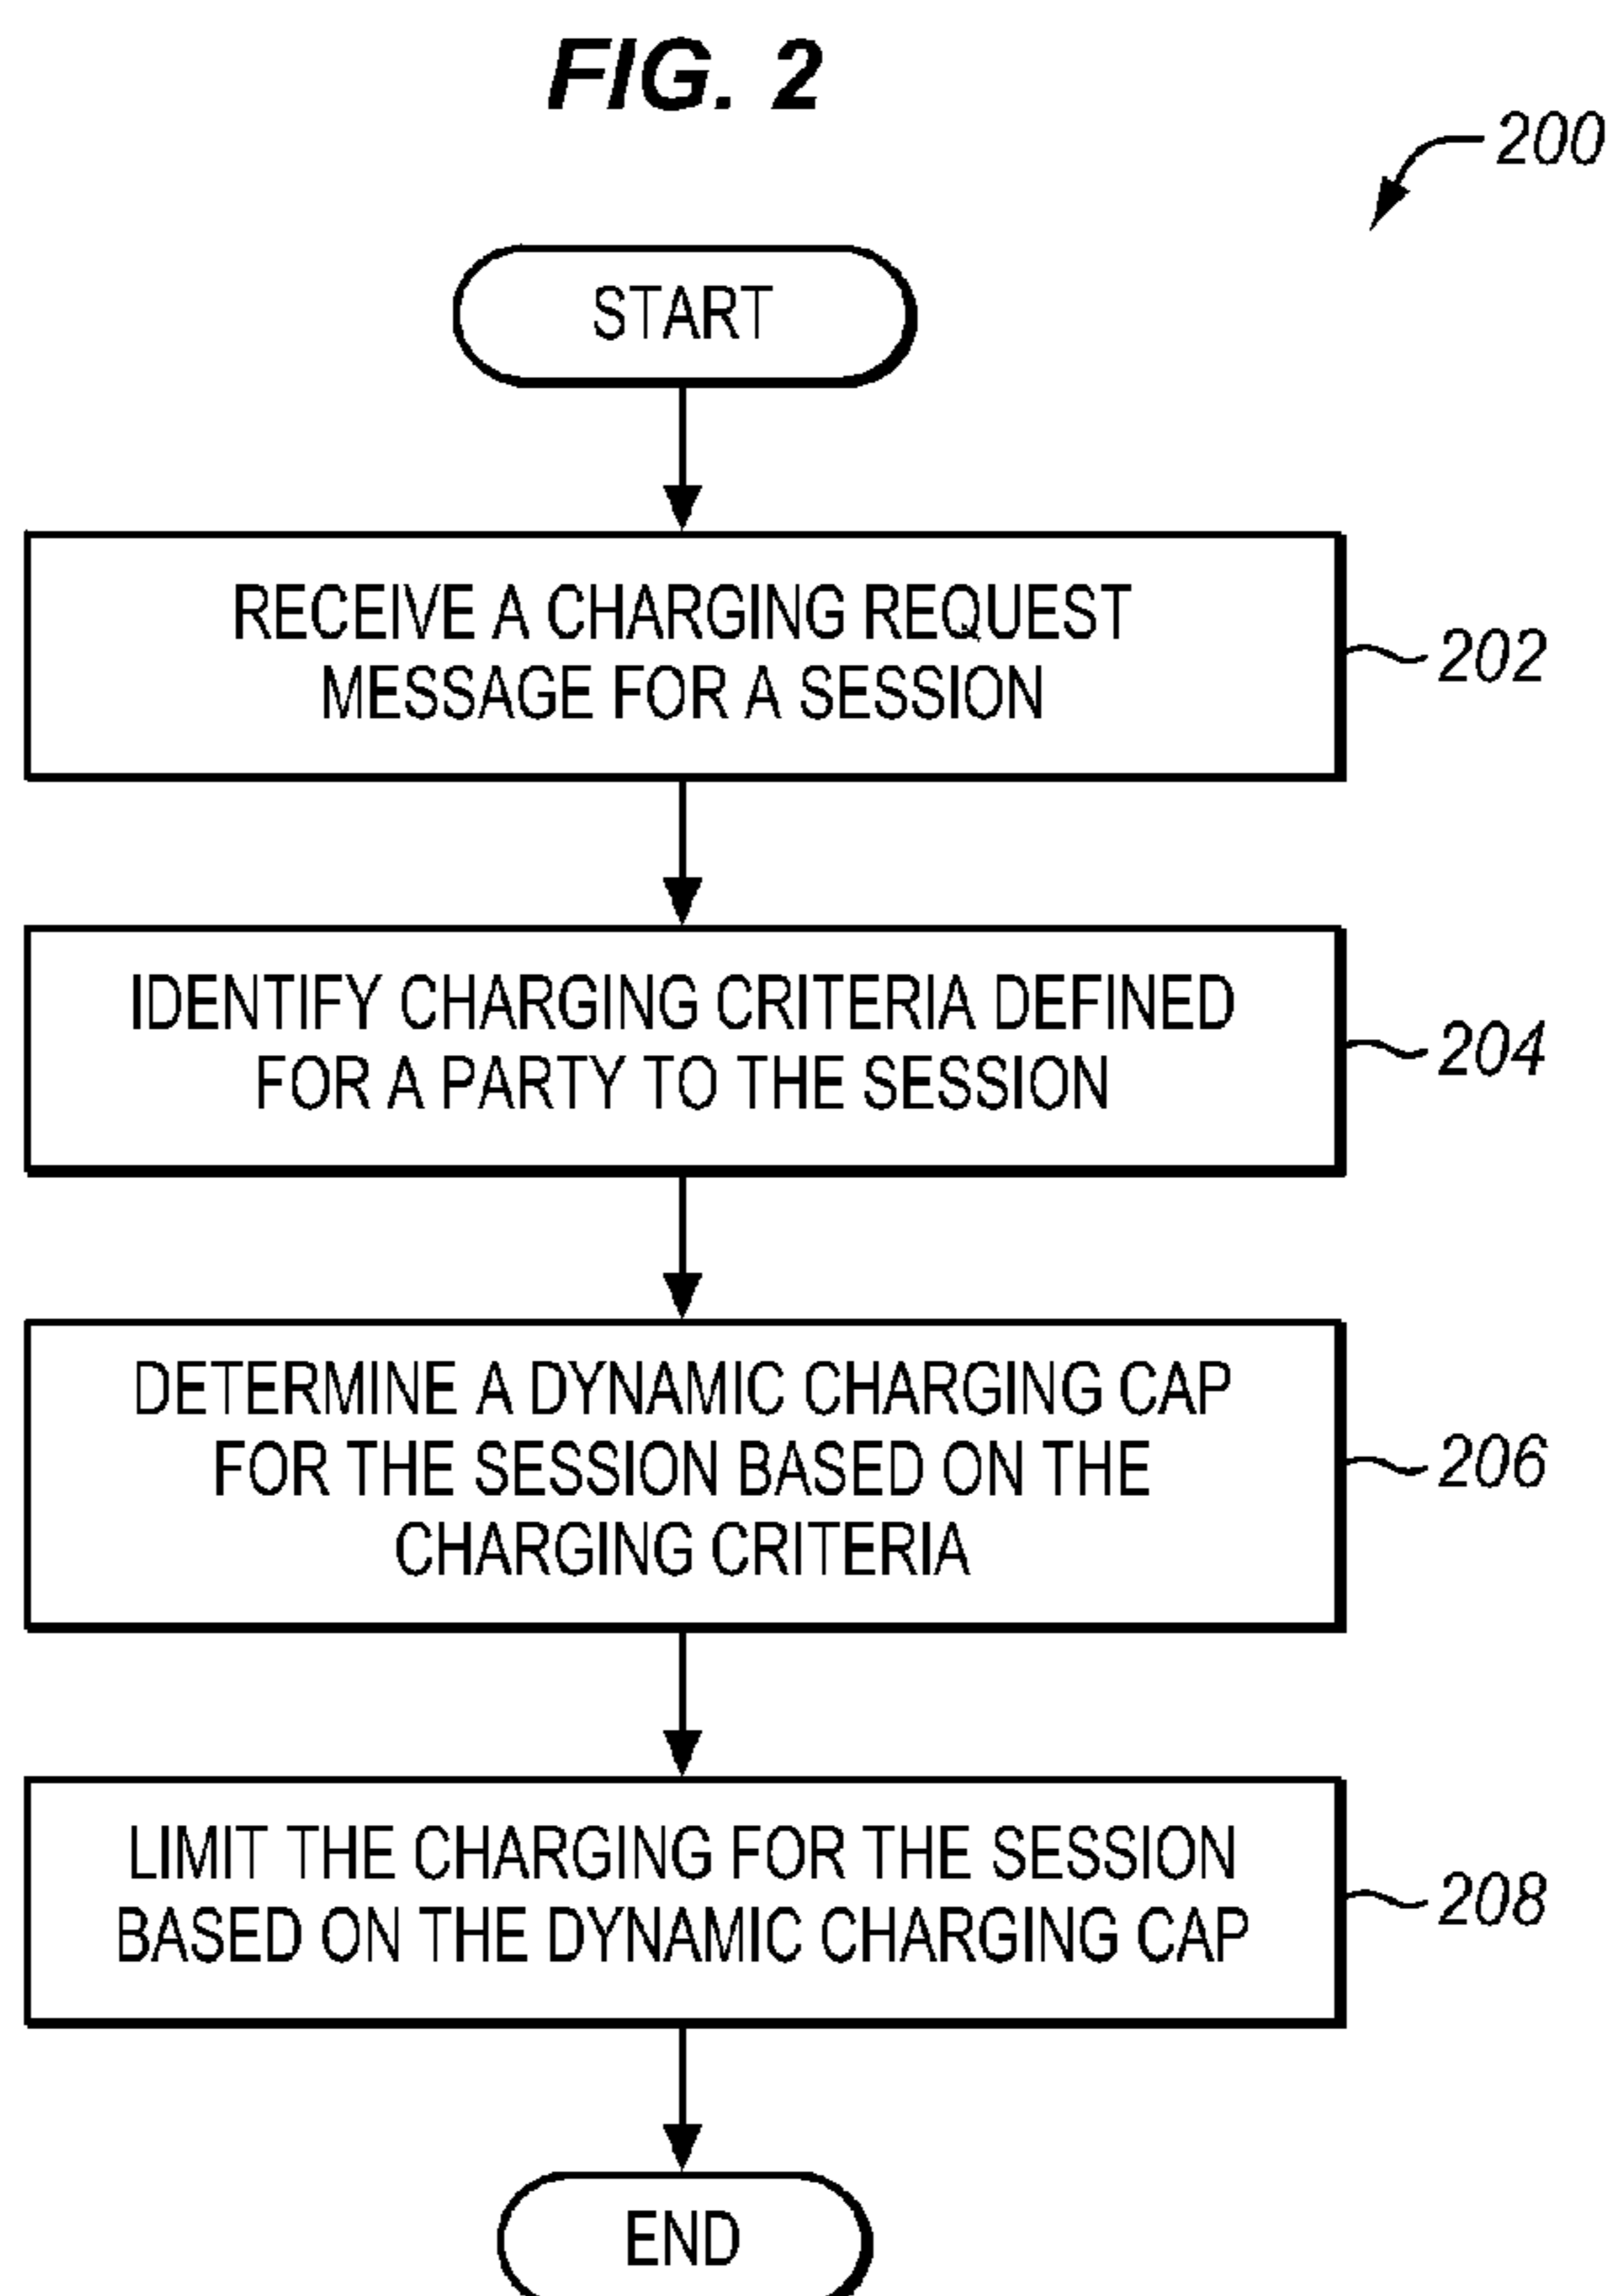 FIG. 2
200
START
RECEIVE A CHARGING REQUEST
MESSAGE FOR A SESSION
202
IDENTIFY CHARGING CRITERIA DEFINED
FOR A PARTY TO THE SESSION
204
DETERMINE A DYNAMIC CHARGING CAP
FOR THE SESSION BASED ON THE
CHARGING CRITERIA
206
LIMIT THE CHARGING FOR THE SESSION
BASED ON THE DYNAMIC CHARGING CAP
208
END